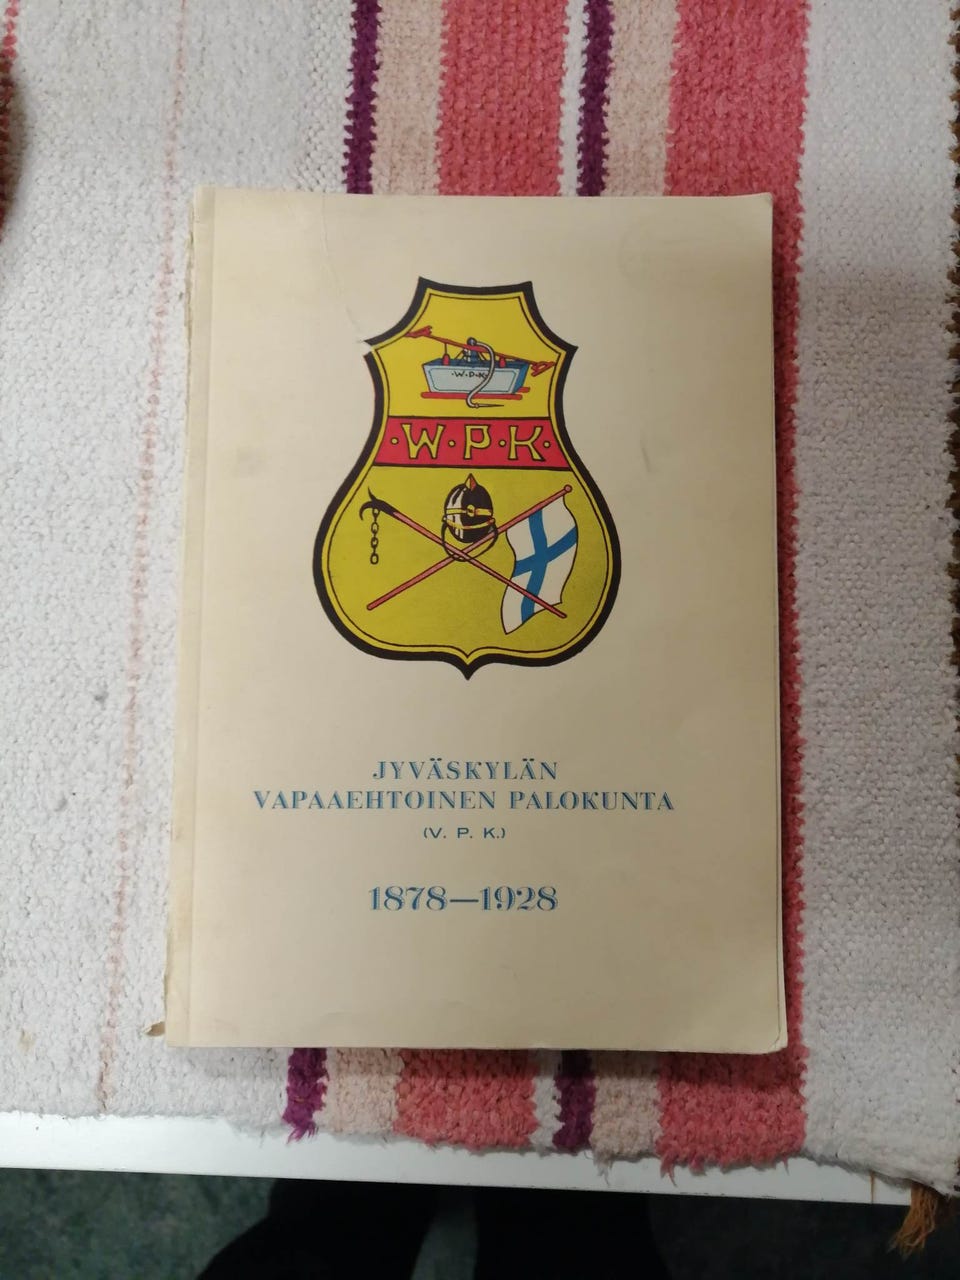 ·W·P·K·
·W·P·K·
JYVÄSKYLÄN
VAPAAEHTOINEN PALOKUNTA
(V. P. K.)
1878—1928